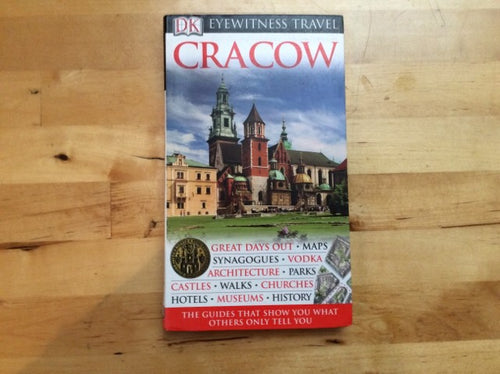 DK EYEWITNESS TRAVEL
CRACOW
GREAT DAYS OUT • MAPS
SYNAGOGUES • VODKA
ARCHITECTURE • PARKS
CASTLES • WALKS • CHURCHES
HOTELS • MUSEUMS • HISTORY
THE GUIDES THAT SHOW YOU WHAT
OTHERS ONLY TELL YOU